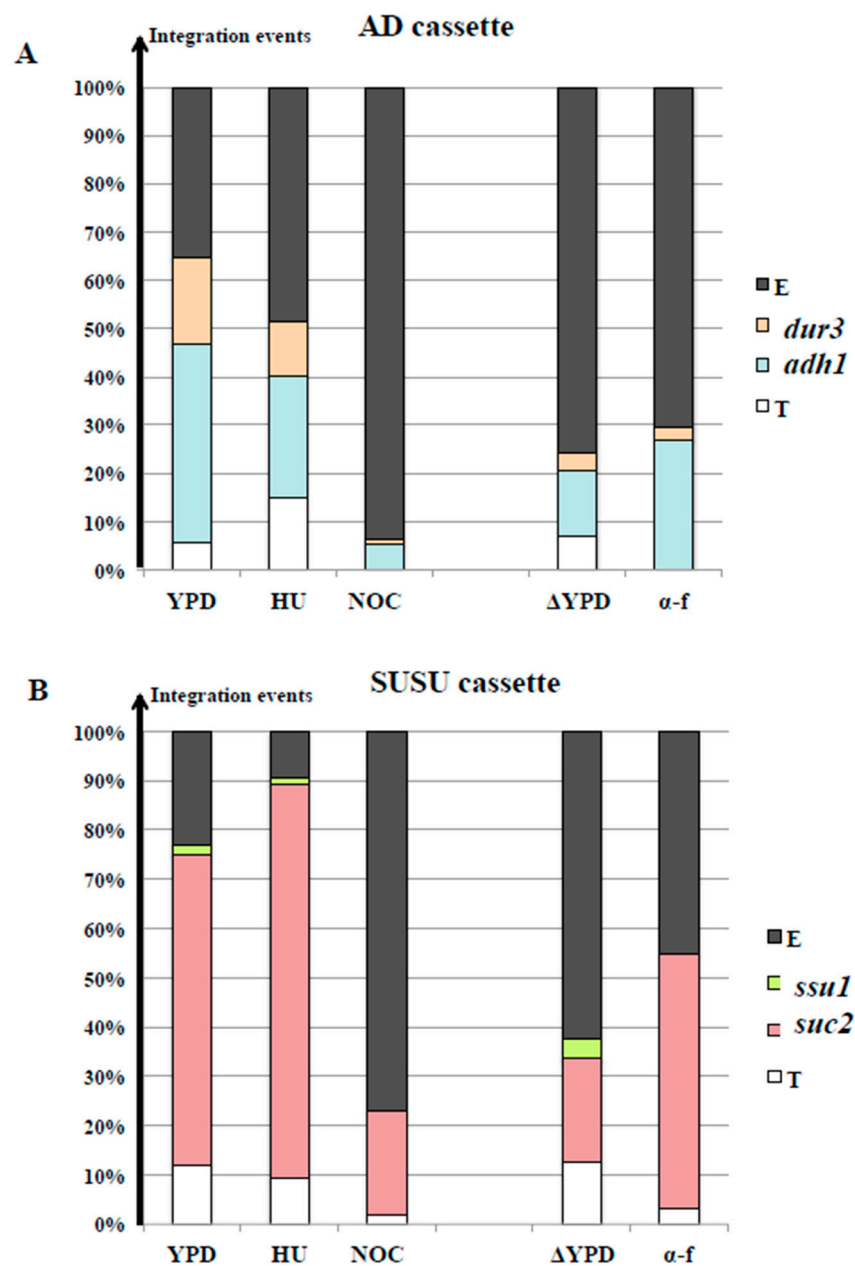 AD cassette
A
Integration events
100%
90%
80%
70%
60%
50%
40%
30%
20%
10%
0%
YPD HU NOC ΔYPD α-f
E
dur3
adh1
T
SUSU cassette
B
Integration events
100%
90%
80%
70%
60%
50%
40%
30%
20%
10%
0%
YPD HU NOC ΔYPD α-f
E
ssu1
suc2
T